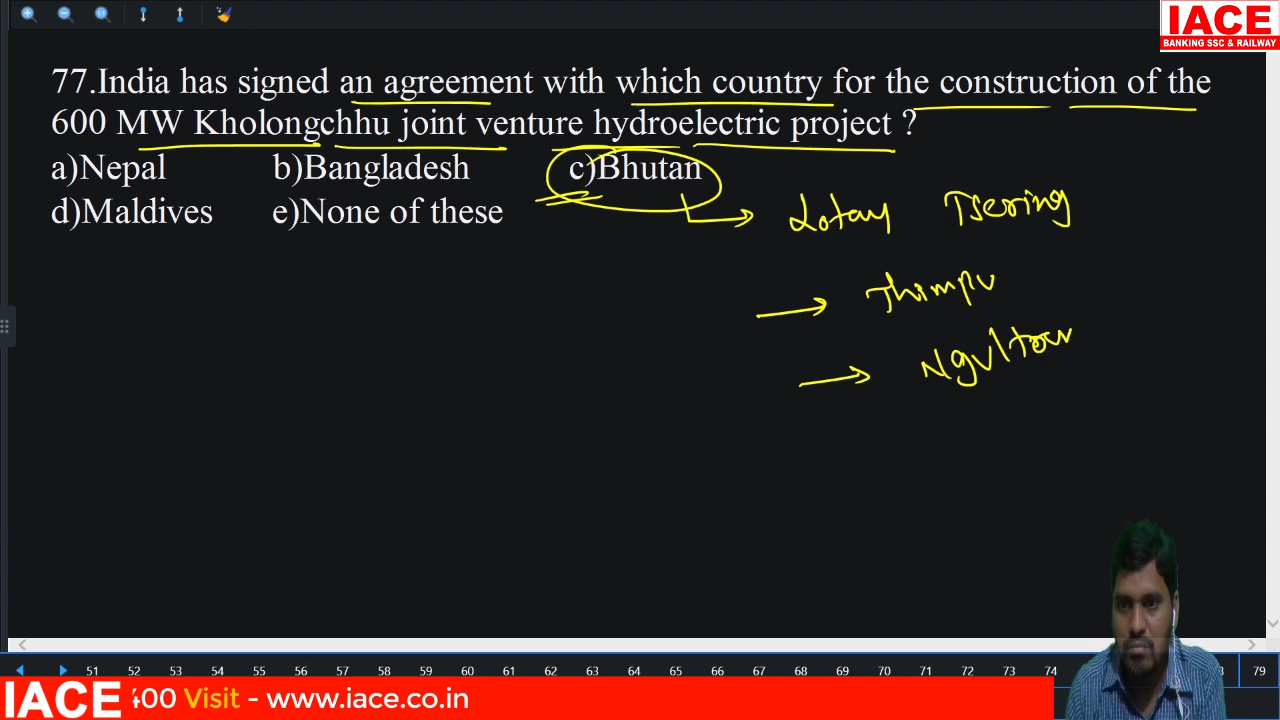 IACE
BANKING SSC & RAILWAY
77.India has signed an agreement with which country for the construction of the
600 MW Kholongchhu joint venture hydroelectric project ?
a)Nepal b)Bangladesh c)Bhutan
d)Maldives e)None of these
Lotay Tsering
Thimpu
Ngultrum
51 52 53 54 55 56 57 58 59 60 61 62 63 64 65 66 67 68 69 70 71 72 73 74 79
IACE 400 Visit - www.iace.co.in